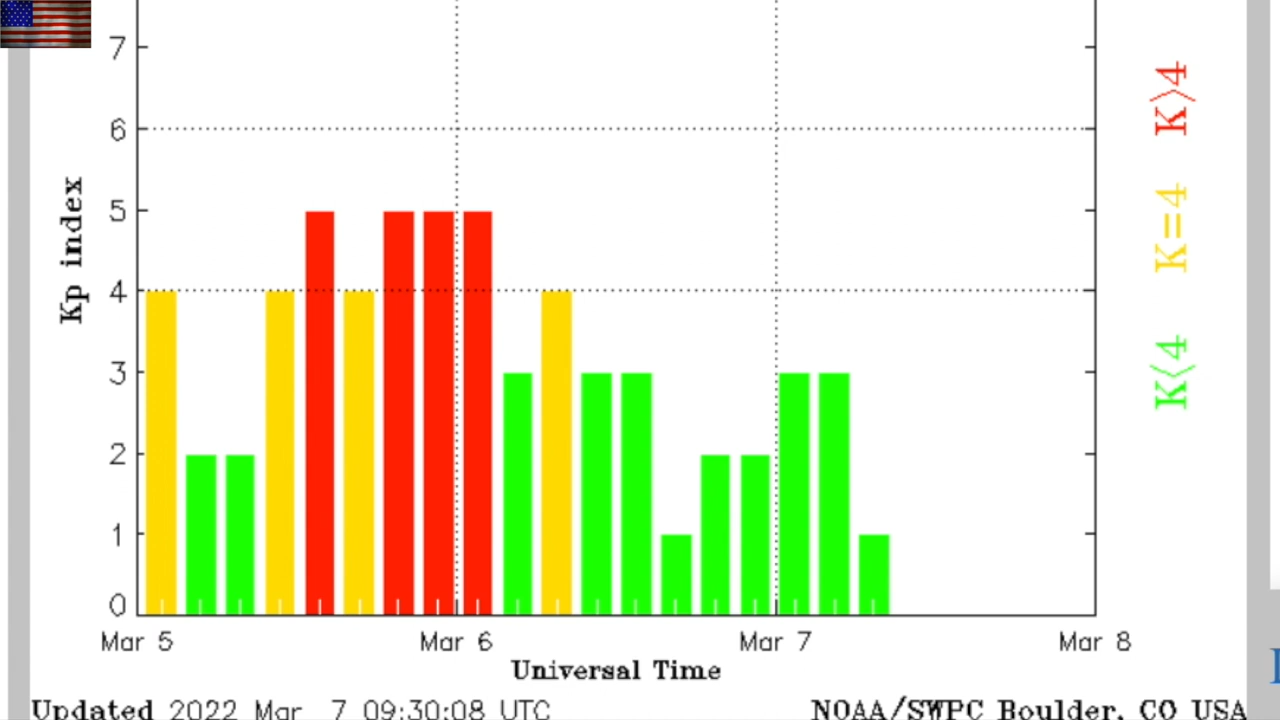 7
6
5
4
3
2
1
0
Kp index
K>4
K=4
K<4
Mar 5 Mar 6 Mar 7 Mar 8
Universal Time
Updated 2022 Mar 7 09:30:08 UTC NOAA/SWPC Boulder, CO USA